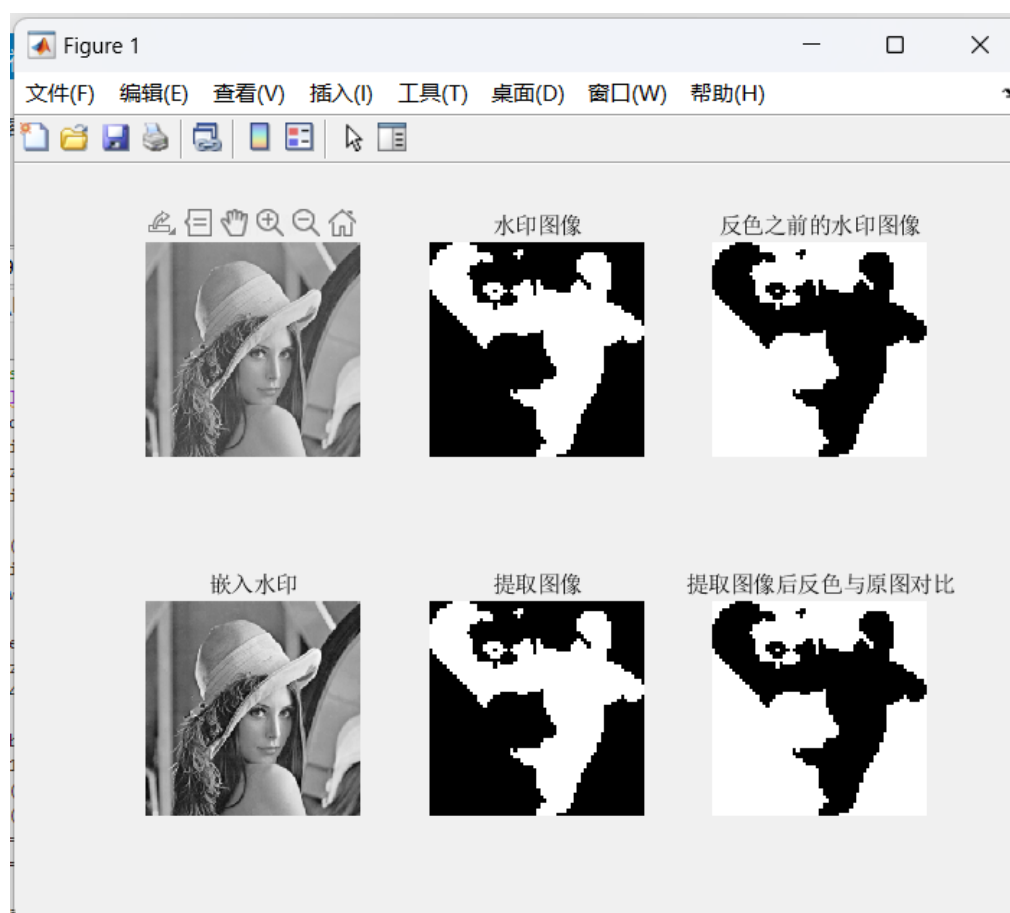 Figure 1
文件(F) 编辑(E) 查看(V) 插入(I) 工具(T) 桌面(D) 窗口(W) 帮助(H)
水印图像
反色之前的水印图像
嵌入水印
提取图像
提取图像后反色与原图对比